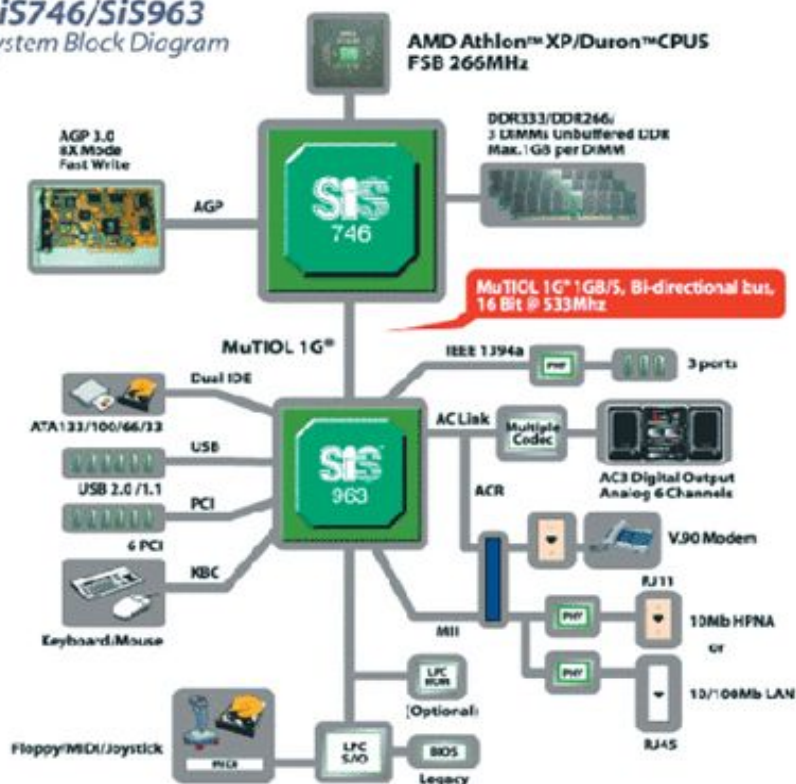 iS746/SiS963
ystem Block Diagram
AMD Athlon™ XP/Duron™CPUS
FSB 266MHz
AGP 3.0
8X Mode
Fast Write
DDR333/DDR266/
3 DIMMs Unbuffered DDR
Max.1GB per DIMM
AGP
SiS
746
MuTIOL 1G® 1GB/S, Bi-directional bus,
16 Bit @ 533Mhz
MuTIOL 1G®
IEEE 1394a
PHY
3 ports
Dual IDE
ATA133/100/66/33
AC Link
Multiple
Codec
USB
SiS
963
USB 2.0 /1.1
AC3 Digital Output
Analog 6 Channels
PCI
ACR
6 PCI
V.90 Modem
KBC
RJ11
Keyboard/Mouse
MII
PHY
10Mb HPNA
or
PHY
10/100Mb LAN
LPC
ROM
(Optional)
RJ45
Floppy/MIDI/Joystick
MIDI
LPC
S/O
BIOS
Legacy